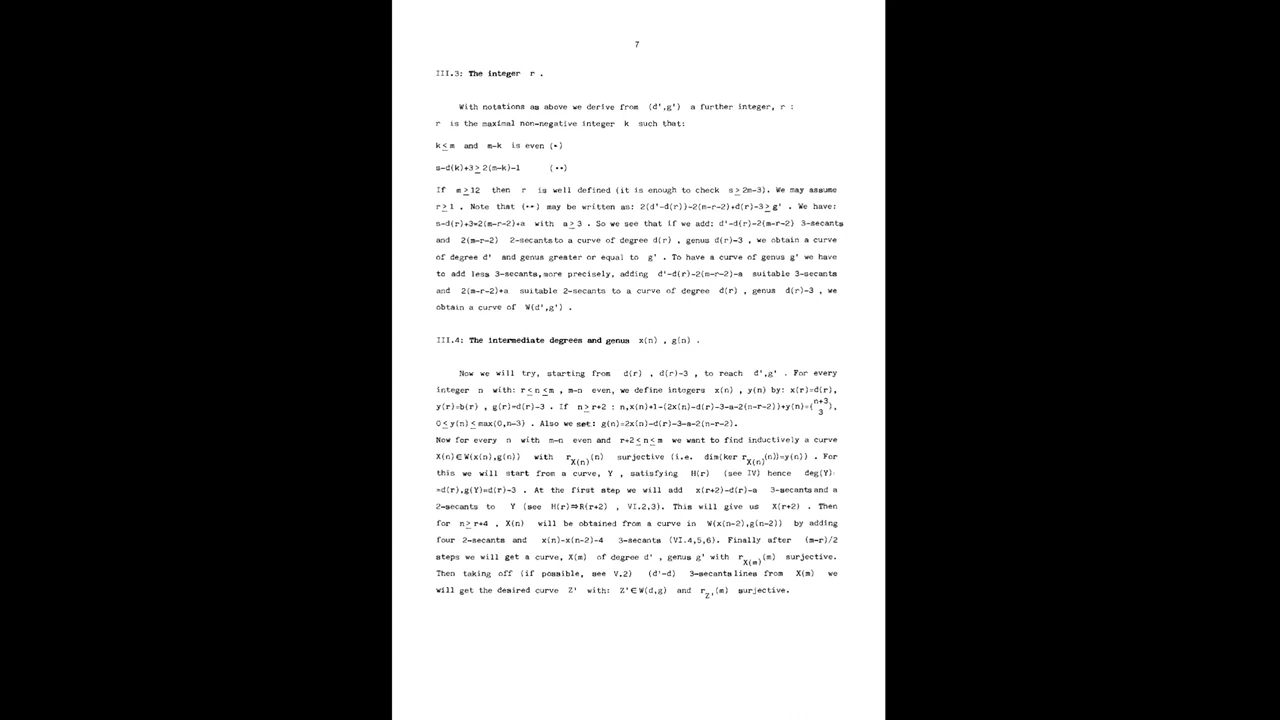 7
III.3: The integer r .
With notations as above we derive from (d',g') a further integer, r :
r is the maximal non-negative integer k such that:
k≤m and m-k is even (*)
s-d(k)+3≥2(m-k)-1 (**)
If m≥12 then r is well defined (it is enough to check s≥2m-3). We may assume
r≥1 . Note that (**) may be written as: 2(d'-d(r))-2(m-r-2)+d(r)-3≥g' . We have:
s-d(r)+3=2(m-r-2)+a with a≥3 . So we see that if we add: d'-d(r)-2(m-r-2) 3-secants
and 2(m-r-2) 2-secants to a curve of degree d(r) , genus d(r)-3 , we obtain a curve
of degree d' and genus greater or equal to g' . To have a curve of genus g' we have
to add less 3-secants,more precisely, adding d'-d(r)-2(m-r-2)-a suitable 3-secants
and 2(m-r-2)+a suitable 2-secants to a curve of degree d(r) , genus d(r)-3 , we
obtain a curve of W(d',g') .
III.4: The intermediate degrees and genus x(n) , g(n) .
Now we will try, starting from d(r) , d(r)-3 , to reach d',g' . For every
integer n with: r≤n≤m , m-n even, we define integers x(n) , y(n) by: x(r)=d(r),
y(r)=b(r) , g(r)=d(r)-3 . If n≥r+2 : n,x(n)+1-(2x(n)-d(r)-3-a-2(n-r-2))+y(n)=(n+3 3),
0≤y(n)≤max(0,n-3) . Also we set: g(n)=2x(n)-d(r)-3-a-2(n-r-2).
Now for every n with m-n even and r+2≤n≤m we want to find inductively a curve
X(n)∈W(x(n),g(n)) with r_X(n)(n) surjective (i.e. dim(ker r_X(n)(n))=y(n)) . For
this we will start from a curve, Y , satisfying H(r) (see IV) hence deg(Y)
=d(r),g(Y)=d(r)-3 . At the first step we will add x(r+2)-d(r)-a 3-secants and a
2-secants to Y (see H(r)⇒R(r+2) , VI.2,3). This will give us X(r+2) . Then
for n≥r+4 , X(n) will be obtained from a curve in W(x(n-2),g(n-2)) by adding
four 2-secants and x(n)-x(n-2)-4 3-secants (VI.4,5,6). Finally after (m-r)/2
steps we will get a curve, X(m) of degree d' , genus g' with r_X(m)(m) surjective.
Then taking off (if possible, see V.2) (d'-d) 3-secants lines from X(m) we
will get the desired curve Z' with: Z'∈W(d,g) and r_Z'(m) surjective.